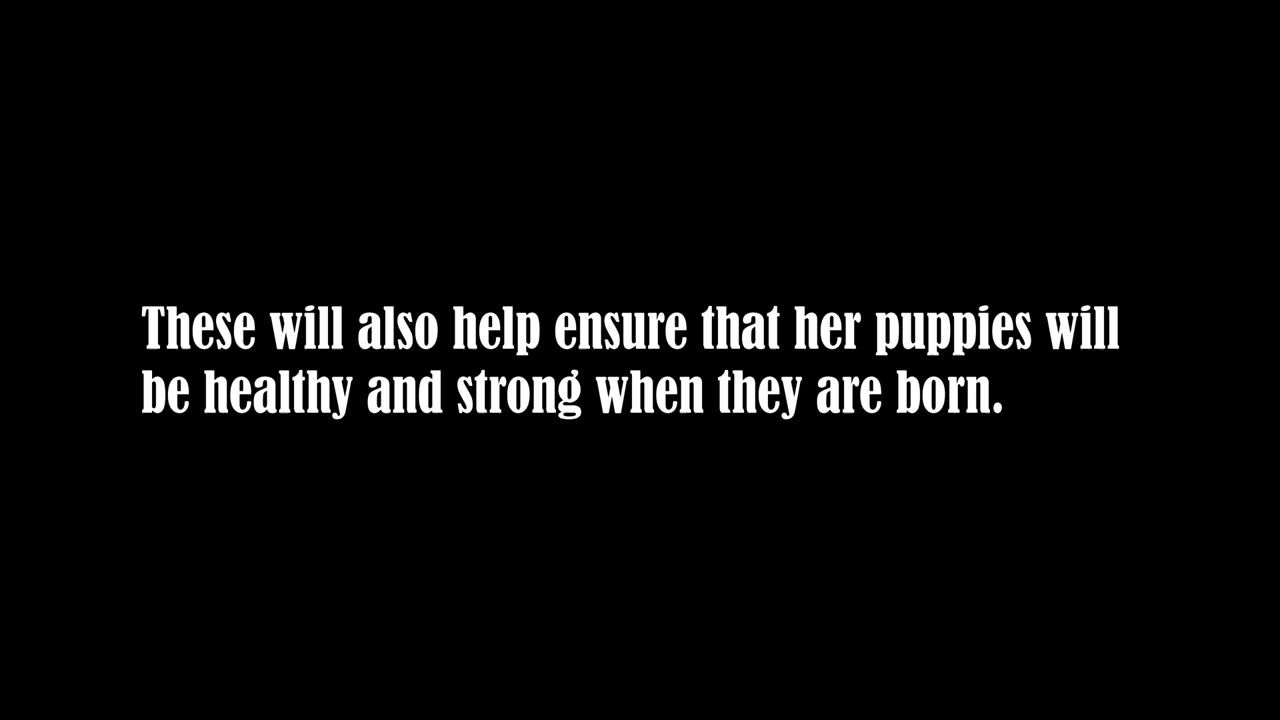 These will also help ensure that her puppies will
be healthy and strong when they are born.